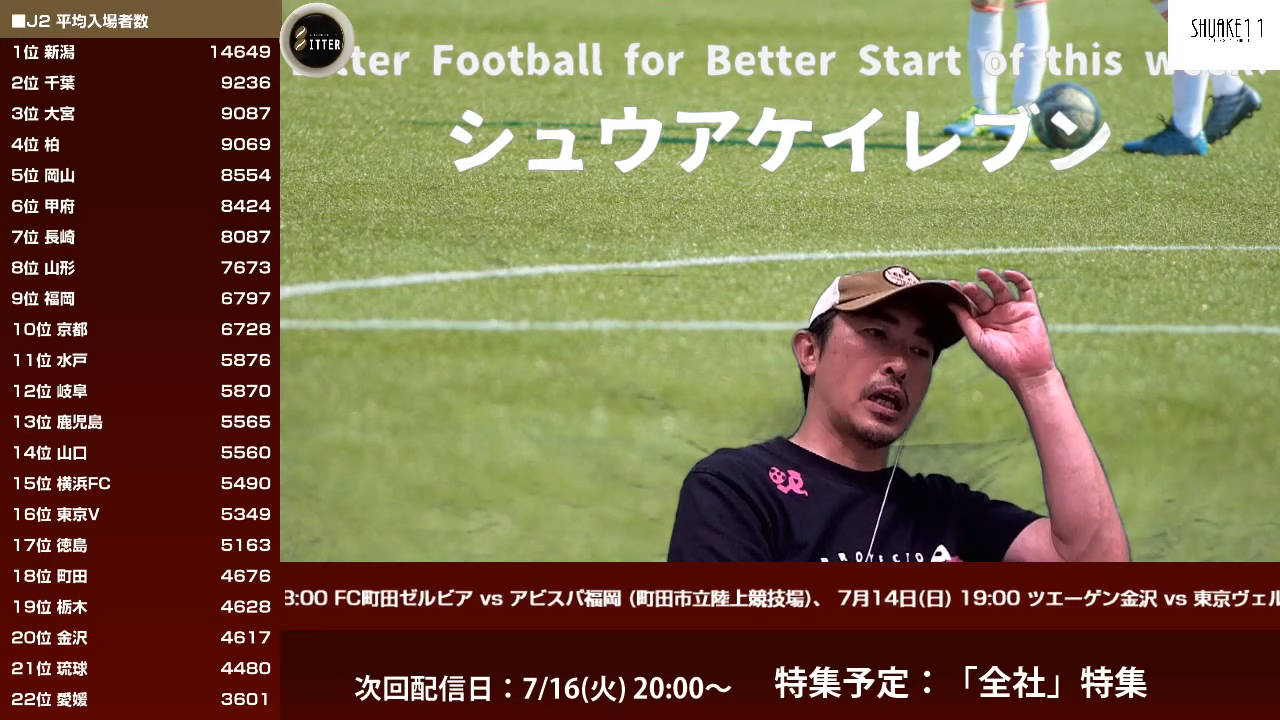 ■J2 平均入場者数
1位 新潟 14649
2位 千葉 9236
3位 大宮 9087
4位 柏 9069
5位 岡山 8554
6位 甲府 8424
7位 長崎 8087
8位 山形 7673
9位 福岡 6797
10位 京都 6728
11位 水戸 5876
12位 岐阜 5870
13位 鹿児島 5565
14位 山口 5560
15位 横浜FC 5490
16位 東京V 5349
17位 徳島 5163
18位 町田 4676
19位 栃木 4628
20位 金沢 4617
21位 琉球 4480
22位 愛媛 3601
ITTER
Football for Better Start of this
シュウアケイレブン
SHUAKE11
PROYECTO
8:00 FC町田ゼルビア vs アビスパ福岡 (町田市立陸上競技場)、 7月14日(日) 19:00 ツエーゲン金沢 vs 東京ヴェル
次回配信日：7/16(火) 20:00～
特集予定：「全社」特集